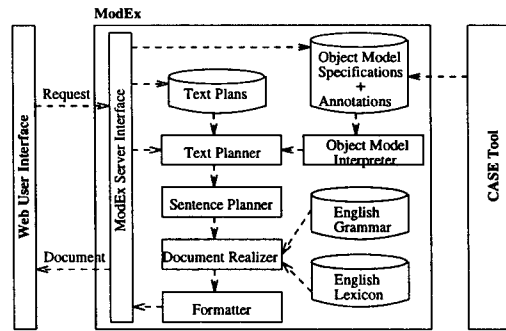 ModEx
Web User Interface
Request
Document
ModEx Server Interface
Text Plans
Object Model
Specifications
+
Annotations
Text Planner
Object Model
Interpreter
Sentence Planner
English
Grammar
Document Realizer
English
Lexicon
Formatter
CASE Tool